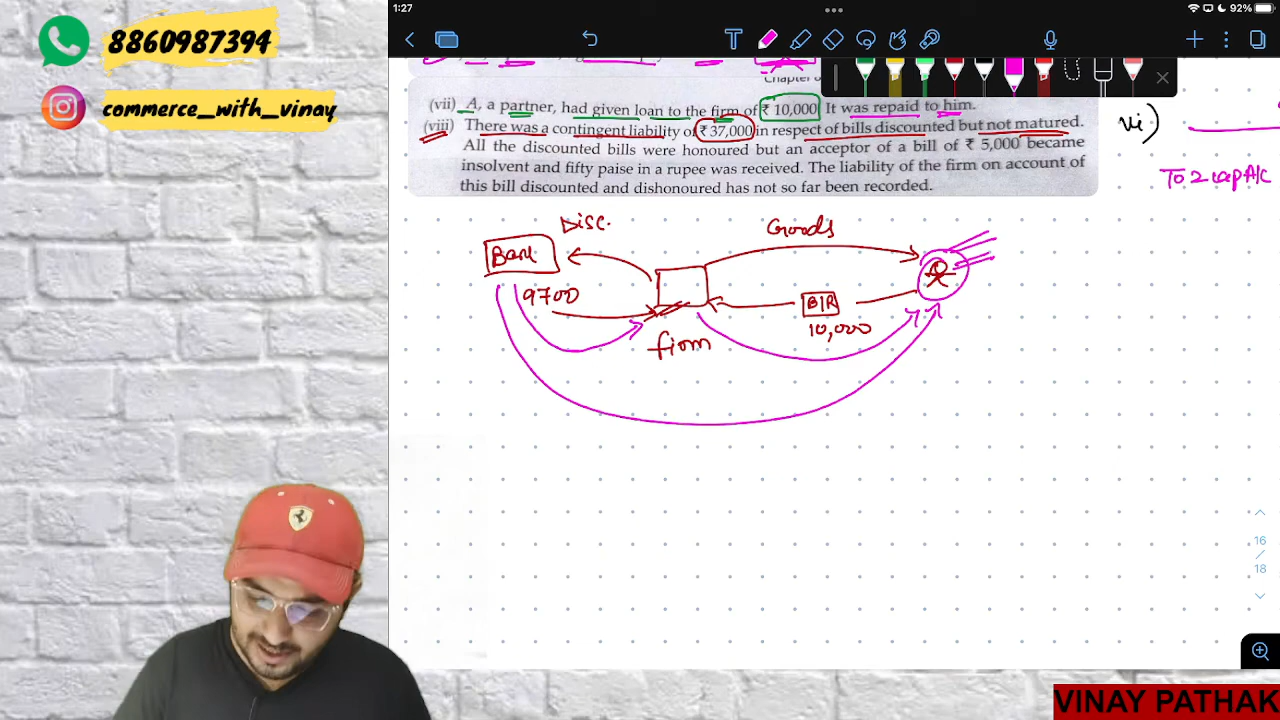 8860987394
commerce_with_vinay
1:27
92%
Chapter 8
(vii) A, a partner, had given loan to the firm of ₹ 10,000. It was repaid to him.
(viii) There was a contingent liability of ₹ 37,000 in respect of bills discounted but not matured.
All the discounted bills were honoured but an acceptor of a bill of ₹ 5,000 became
insolvent and fifty paise in a rupee was received. The liability of the firm on account of
this bill discounted and dishonoured has not so far been recorded.
vi)
To 2 cap A/c
Disc.
Goods
Bank
9700
B/R
10,000
firm
16
/
18
VINAY PATHAK